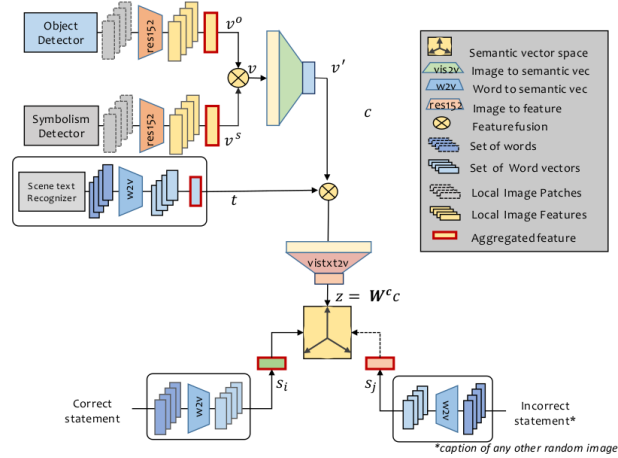 Object
Detector
res152
v^o
v
v^s
Symbolism
Detector
res152
vis2v
v′
c
Scene text
Recognizer
w2v
t
vistxt2v
z = W^c c
s_i
s_j
Correct
statement
w2v
w2v
Incorrect
statement*
*caption of any other random image
Semantic vector space
vis2v
Image to semantic vec
w2v
Word to semantic vec
res152
Image to feature
Feature fusion
Set of words
Set of Word vectors
Local Image Patches
Local Image Features
Aggregated feature